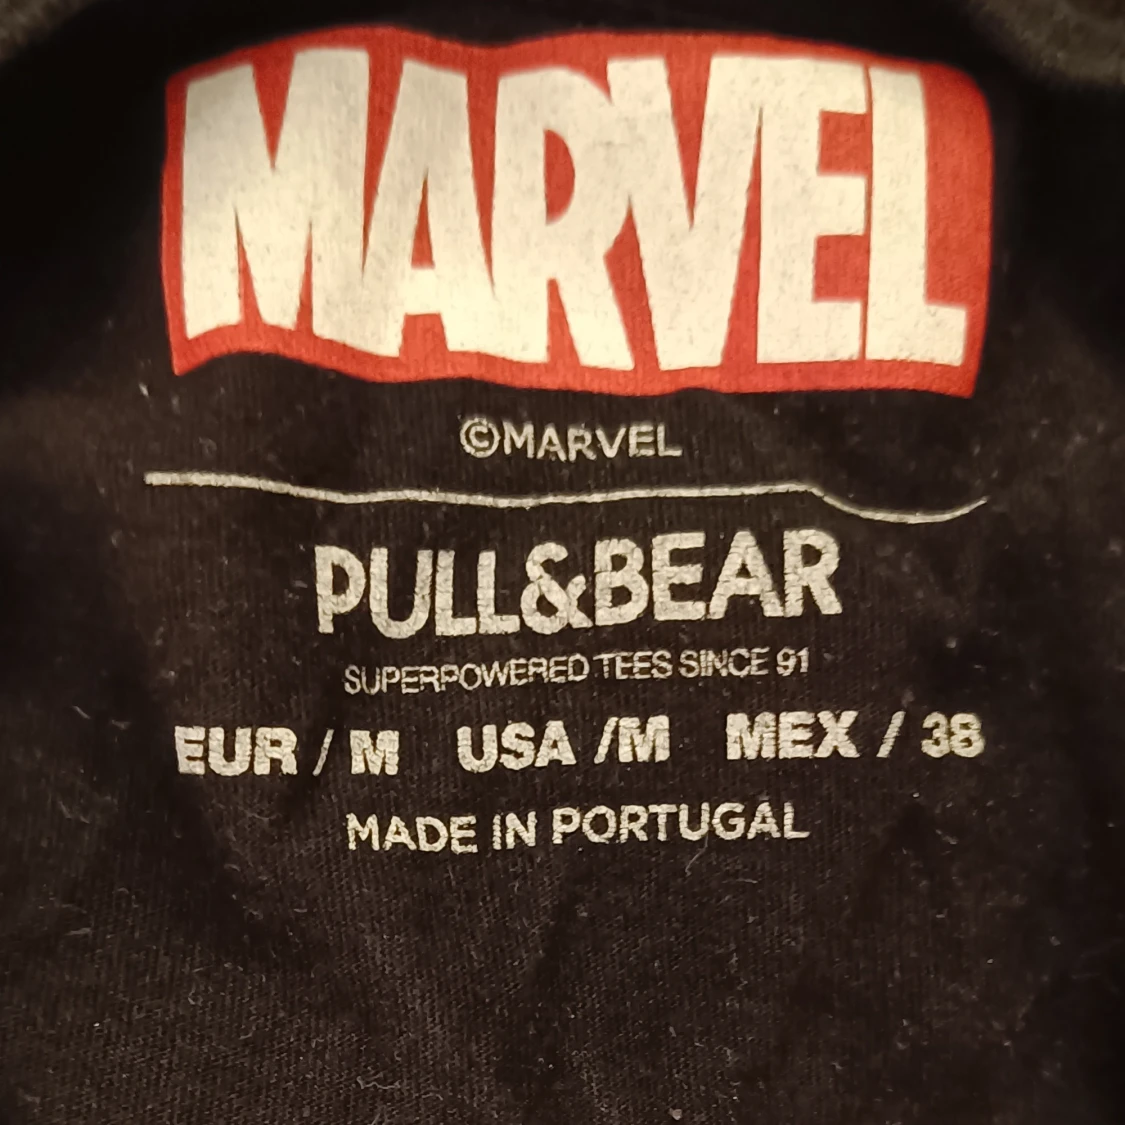 MARVEL
©MARVEL
PULL&BEAR
SUPERPOWERED TEES SINCE 91
EUR / M USA /M MEX / 38
MADE IN PORTUGAL